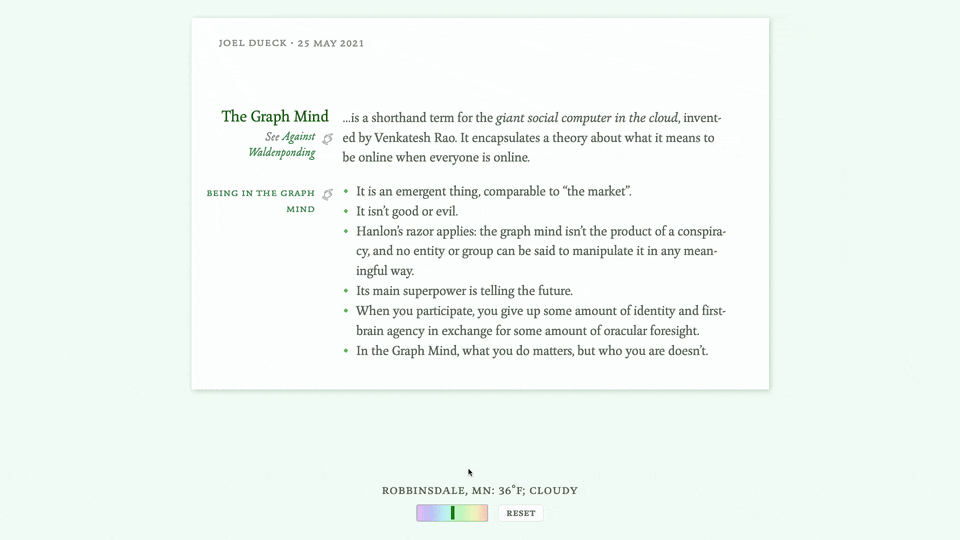 JOEL DUECK • 25 MAY 2021
The Graph Mind
See Against
Waldenponding
...is a shorthand term for the giant social computer in the cloud, invent-
ed by Venkatesh Rao. It encapsulates a theory about what it means to
be online when everyone is online.
BEING IN THE GRAPH
MIND
• It is an emergent thing, comparable to “the market”.
• It isn’t good or evil.
• Hanlon’s razor applies: the graph mind isn’t the product of a conspira-
cy, and no entity or group can be said to manipulate it in any mean-
ingful way.
• Its main superpower is telling the future.
• When you participate, you give up some amount of identity and first-
brain agency in exchange for some amount of oracular foresight.
• In the Graph Mind, what you do matters, but who you are doesn’t.
ROBBINSDALE, MN: 36°F; CLOUDY
RESET